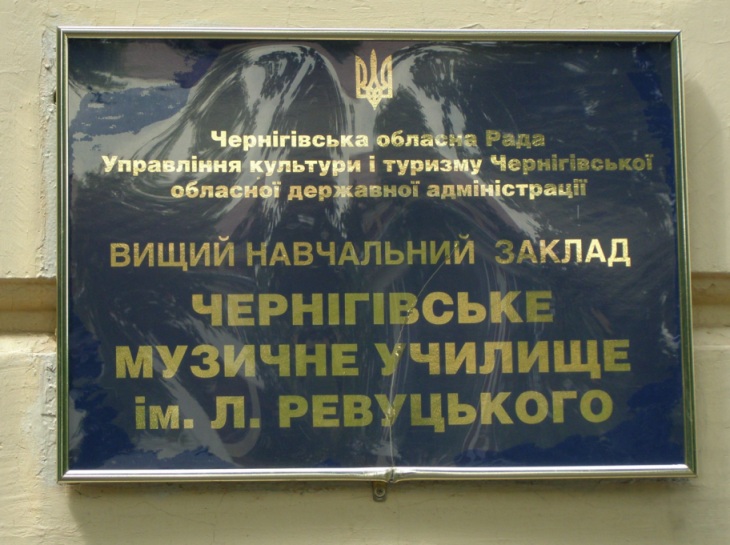 Чернігівська обласна Рада
Управління культури і туризму Чернігівської
обласної державної адміністрації
ВИЩИЙ НАВЧАЛЬНИЙ ЗАКЛАД
ЧЕРНІГІВСЬКЕ
МУЗИЧНЕ УЧИЛИЩЕ
ім. Л. РЕВУЦЬКОГО